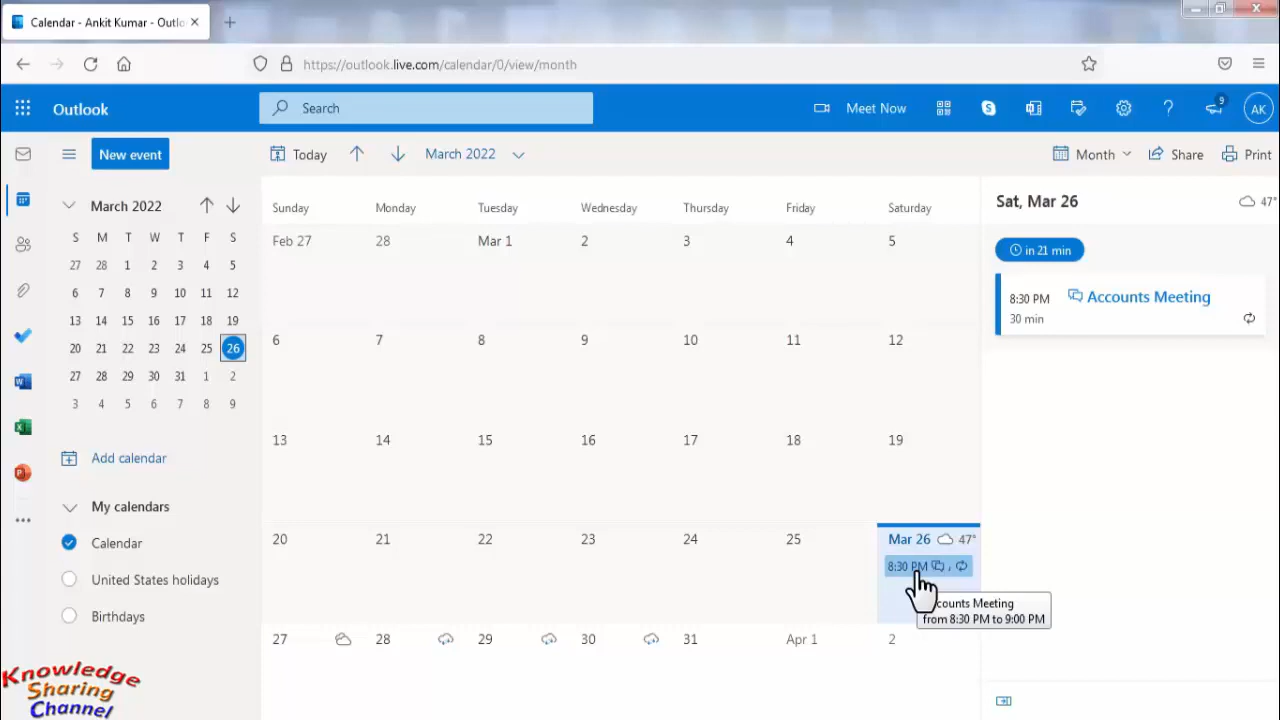 Calendar - Ankit Kumar - Outlo
https://outlook.live.com/calendar/0/view/month
Outlook
Search
Meet Now
9
AK
New event
Today
March 2022
Month
Share
Print
March 2022
S M T W T F S
27 28 1 2 3 4 5
6 7 8 9 10 11 12
13 14 15 16 17 18 19
20 21 22 23 24 25 26
27 28 29 30 31 1 2
3 4 5 6 7 8 9
Add calendar
My calendars
Calendar
United States holidays
Birthdays
Sunday Monday Tuesday Wednesday Thursday Friday Saturday
Feb 27 28 Mar 1 2 3 4 5
6 7 8 9 10 11 12
13 14 15 16 17 18 19
20 21 22 23 24 25 Mar 26 47°
8:30 PM
counts Meeting
from 8:30 PM to 9:00 PM
27 28 29 30 31 Apr 1 2
Sat, Mar 26
47°
in 21 min
8:30 PM Accounts Meeting
30 min
Knowledge
Sharing
Channel